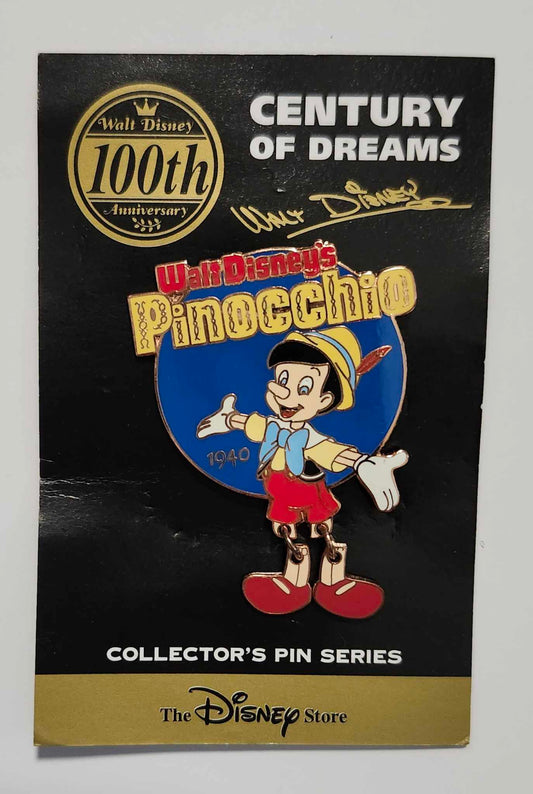 Walt Disney
100th
Anniversary
CENTURY
OF DREAMS
Walt Disney
Walt Disney's
Pinocchio
1940
COLLECTOR'S PIN SERIES
The Disney Store